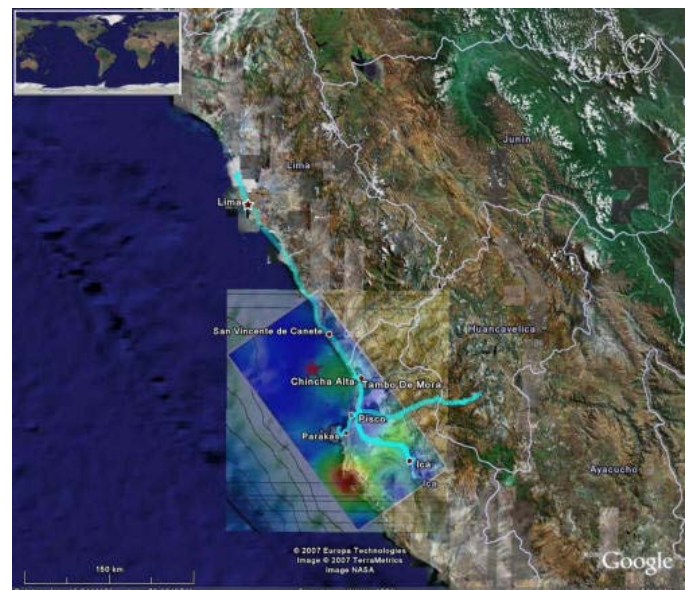 Junin
Lima
Lima
San Vincente de Canete
Huancavelica
Chincha Alta
Tambo De Mora
Pisco
Parakas
Ica
Ica
Ayacucho
© 2007 Europa Technologies
Image © 2007 TerraMetrics
Image NASA
Google
150 km